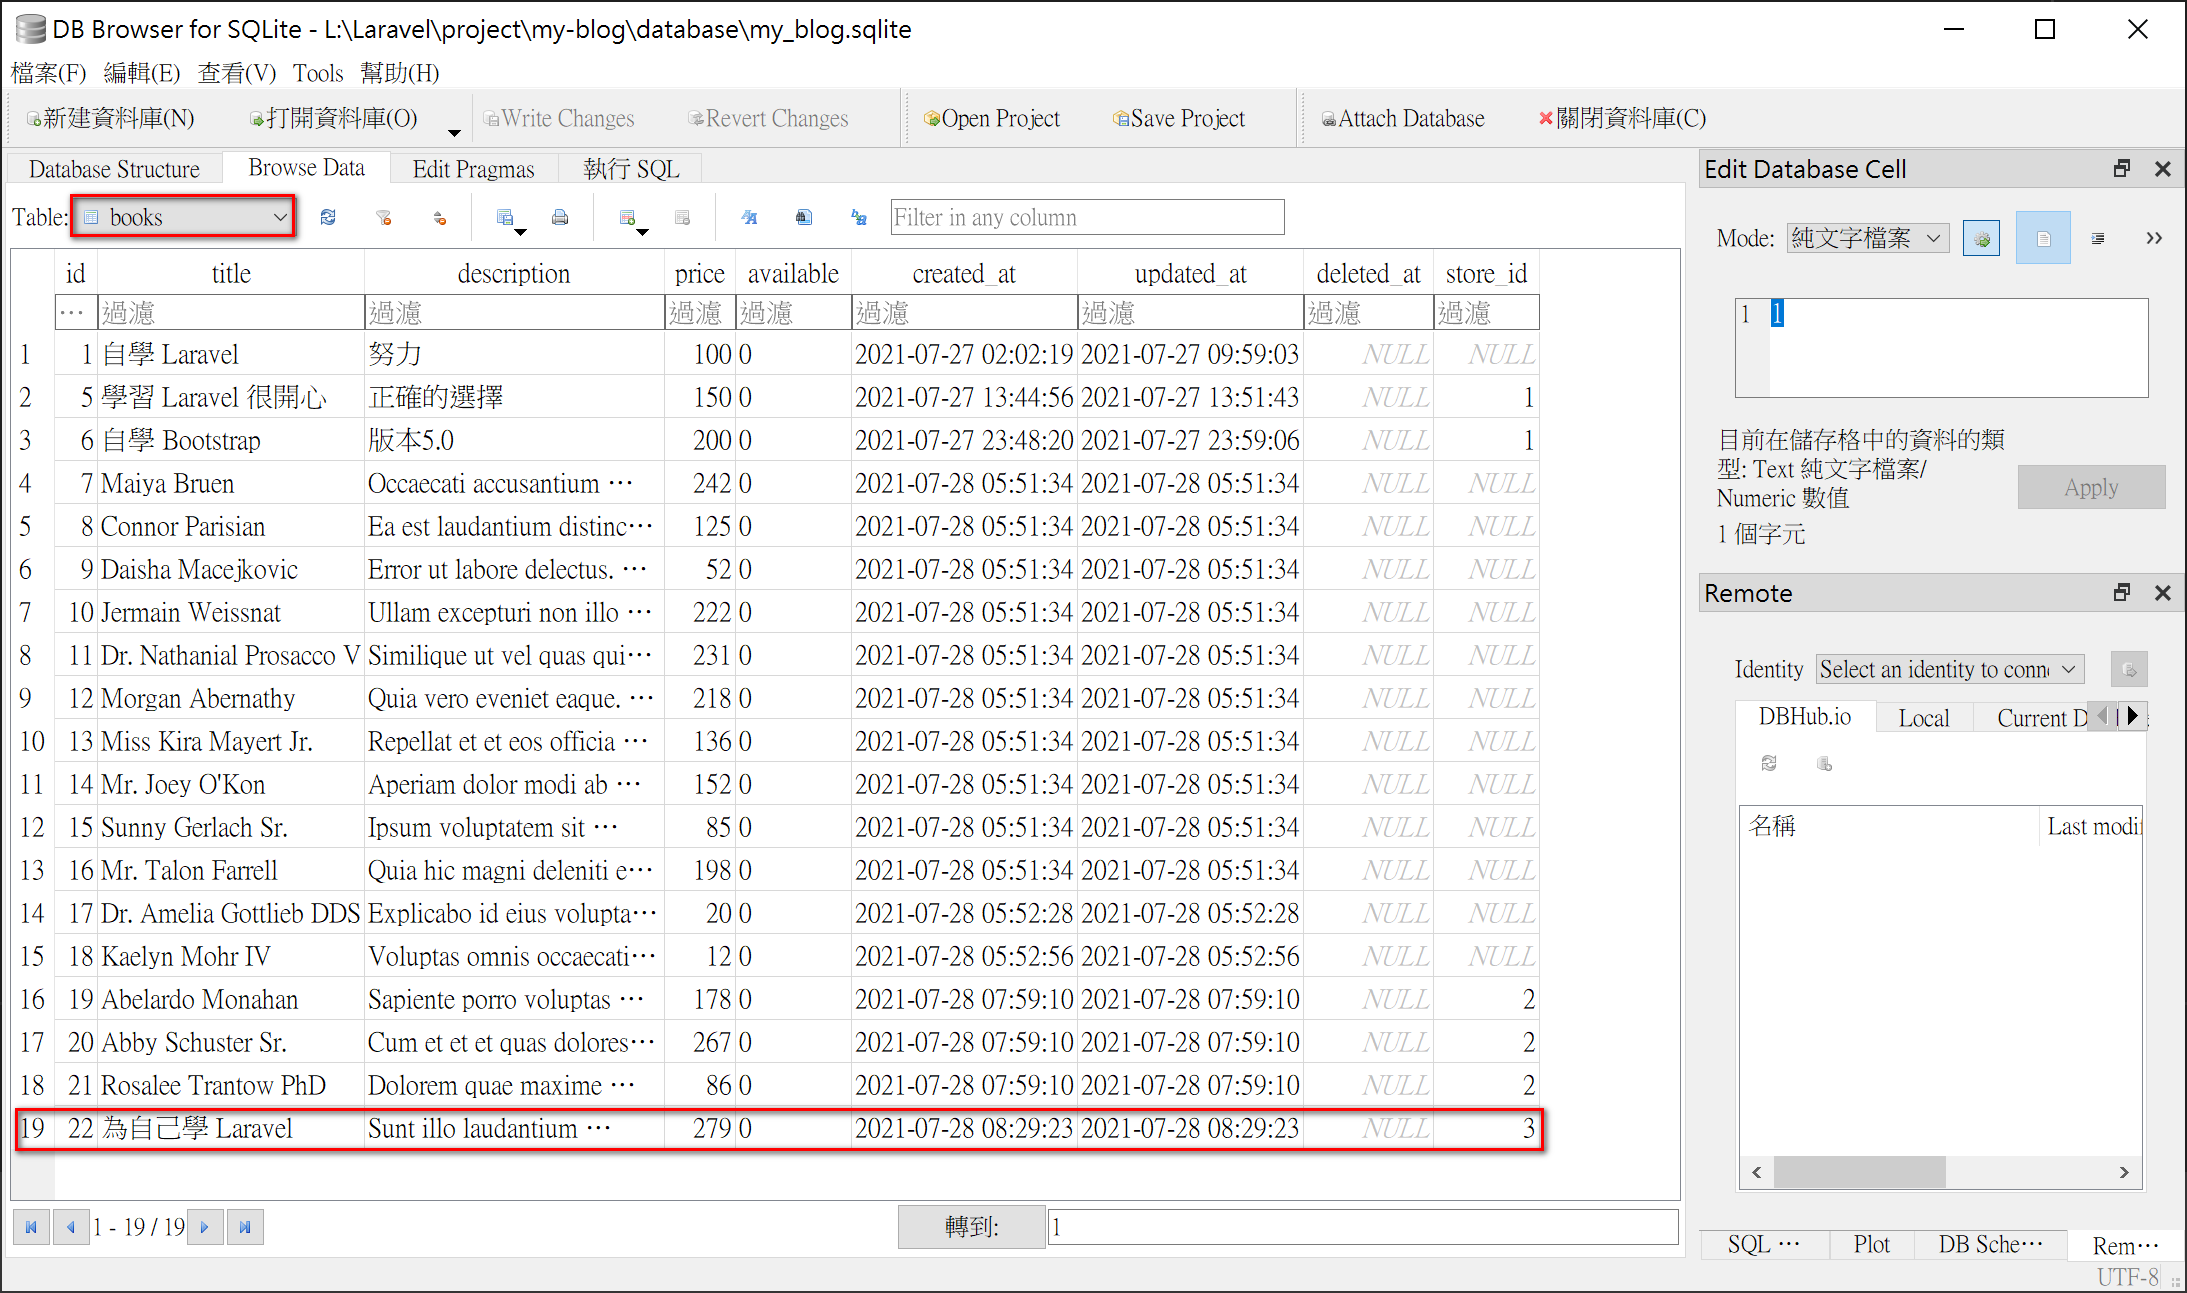 DB Browser for SQLite - L:\Laravel\project\my-blog\database\my_blog.sqlite
檔案(F) 編輯(E) 查看(V) Tools 幫助(H)
新建資料庫(N) 打開資料庫(O) Write Changes Revert Changes Open Project Save Project Attach Database 關閉資料庫(C)
Database Structure Browse Data Edit Pragmas 執行 SQL
Table: books Filter in any column
id title description price available created_at updated_at deleted_at store_id
… 過濾 過濾 過濾 過濾 過濾 過濾 過濾 過濾
1 1 自學 Laravel 努力 100 0 2021-07-27 02:02:19 2021-07-27 09:59:03 NULL NULL
2 5 學習 Laravel 很開心 正確的選擇 150 0 2021-07-27 13:44:56 2021-07-27 13:51:43 NULL 1
3 6 自學 Bootstrap 版本5.0 200 0 2021-07-27 23:48:20 2021-07-27 23:59:06 NULL 1
4 7 Maiya Bruen Occaecati accusantium … 242 0 2021-07-28 05:51:34 2021-07-28 05:51:34 NULL NULL
5 8 Connor Parisian Ea est laudantium distinc… 125 0 2021-07-28 05:51:34 2021-07-28 05:51:34 NULL NULL
6 9 Daisha Macejkovic Error ut labore delectus. … 52 0 2021-07-28 05:51:34 2021-07-28 05:51:34 NULL NULL
7 10 Jermain Weissnat Ullam excepturi non illo … 222 0 2021-07-28 05:51:34 2021-07-28 05:51:34 NULL NULL
8 11 Dr. Nathanial Prosacco V Similique ut vel quas qui… 231 0 2021-07-28 05:51:34 2021-07-28 05:51:34 NULL NULL
9 12 Morgan Abernathy Quia vero eveniet eaque. … 218 0 2021-07-28 05:51:34 2021-07-28 05:51:34 NULL NULL
10 13 Miss Kira Mayert Jr. Repellat et et eos officia … 136 0 2021-07-28 05:51:34 2021-07-28 05:51:34 NULL NULL
11 14 Mr. Joey O'Kon Aperiam dolor modi ab … 152 0 2021-07-28 05:51:34 2021-07-28 05:51:34 NULL NULL
12 15 Sunny Gerlach Sr. Ipsum voluptatem sit … 85 0 2021-07-28 05:51:34 2021-07-28 05:51:34 NULL NULL
13 16 Mr. Talon Farrell Quia hic magni deleniti e… 198 0 2021-07-28 05:51:34 2021-07-28 05:51:34 NULL NULL
14 17 Dr. Amelia Gottlieb DDS Explicabo id eius volupta… 20 0 2021-07-28 05:52:28 2021-07-28 05:52:28 NULL NULL
15 18 Kaelyn Mohr IV Voluptas omnis occaecati… 12 0 2021-07-28 05:52:56 2021-07-28 05:52:56 NULL NULL
16 19 Abelardo Monahan Sapiente porro voluptas … 178 0 2021-07-28 07:59:10 2021-07-28 07:59:10 NULL 2
17 20 Abby Schuster Sr. Cum et et et quas dolores… 267 0 2021-07-28 07:59:10 2021-07-28 07:59:10 NULL 2
18 21 Rosalee Trantow PhD Dolorem quae maxime … 86 0 2021-07-28 07:59:10 2021-07-28 07:59:10 NULL 2
19 22 為自己學 Laravel Sunt illo laudantium … 279 0 2021-07-28 08:29:23 2021-07-28 08:29:23 NULL 3
1 - 19 / 19 轉到: 1
Edit Database Cell
Mode: 純文字檔案
1 1
目前在儲存格中的資料的類
型: Text 純文字檔案/
Numeric 數值
1 個字元
Apply
Remote
Identity Select an identity to conn
DBHub.io Local Current D
名稱 Last modi
SQL … Plot DB Sche… Rem…
UTF-8